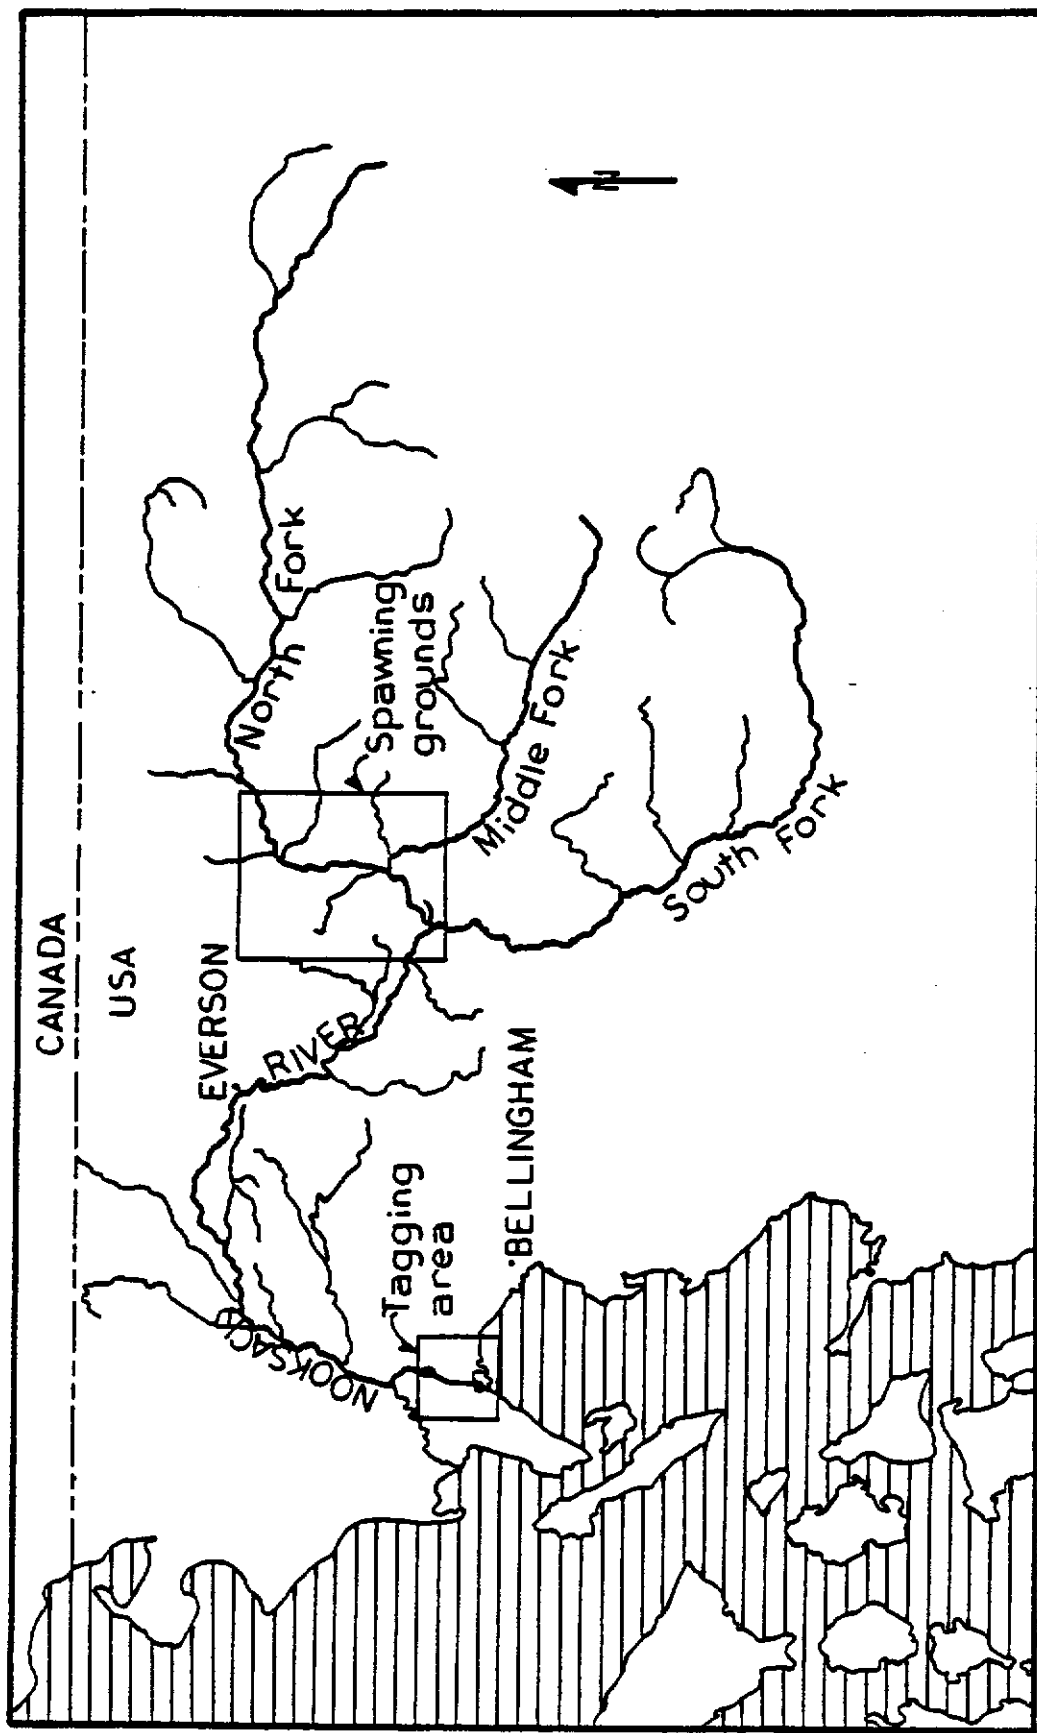 CANADA
USA
EVERSON
NOOKSACK
RIVER
North
Fork
Spawning
grounds
Middle Fork
South Fork
Tagging
area
BELLINGHAM
N